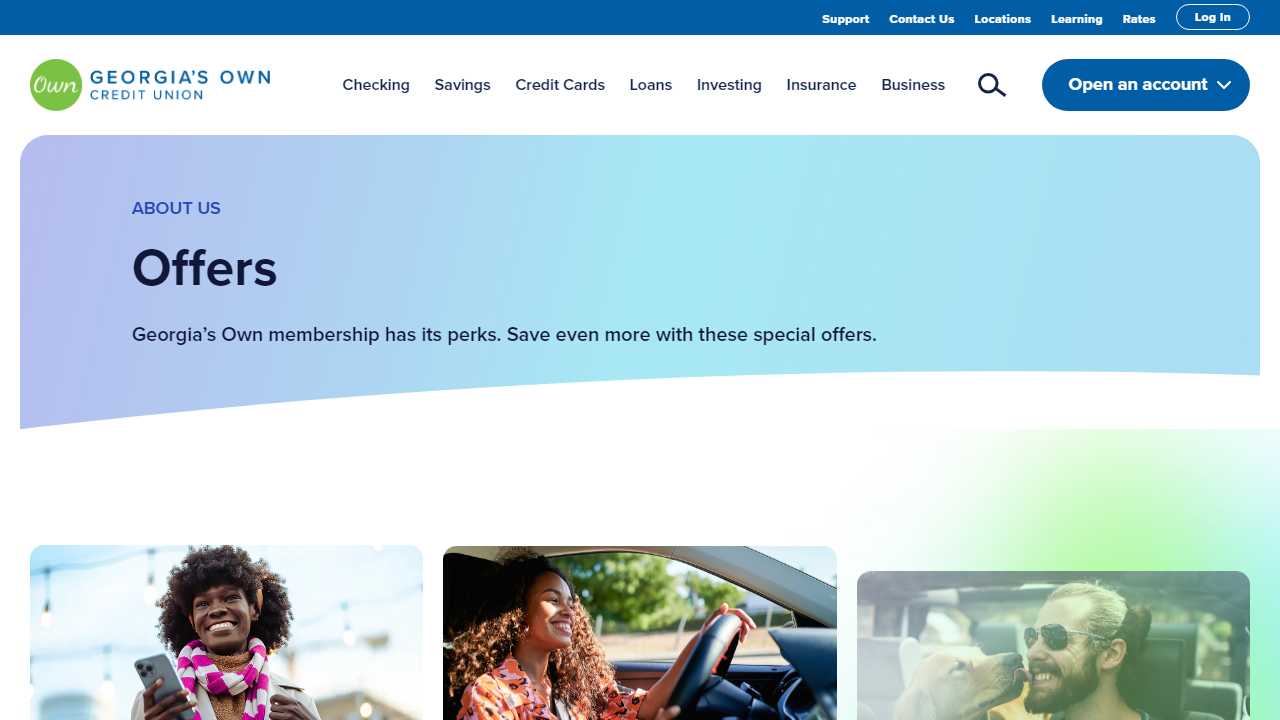 Support Contact Us Locations Learning Rates Log In
Own GEORGIA'S OWN
CREDIT UNION
Checking Savings Credit Cards Loans Investing Insurance Business Open an account
ABOUT US
Offers
Georgia’s Own membership has its perks. Save even more with these special offers.